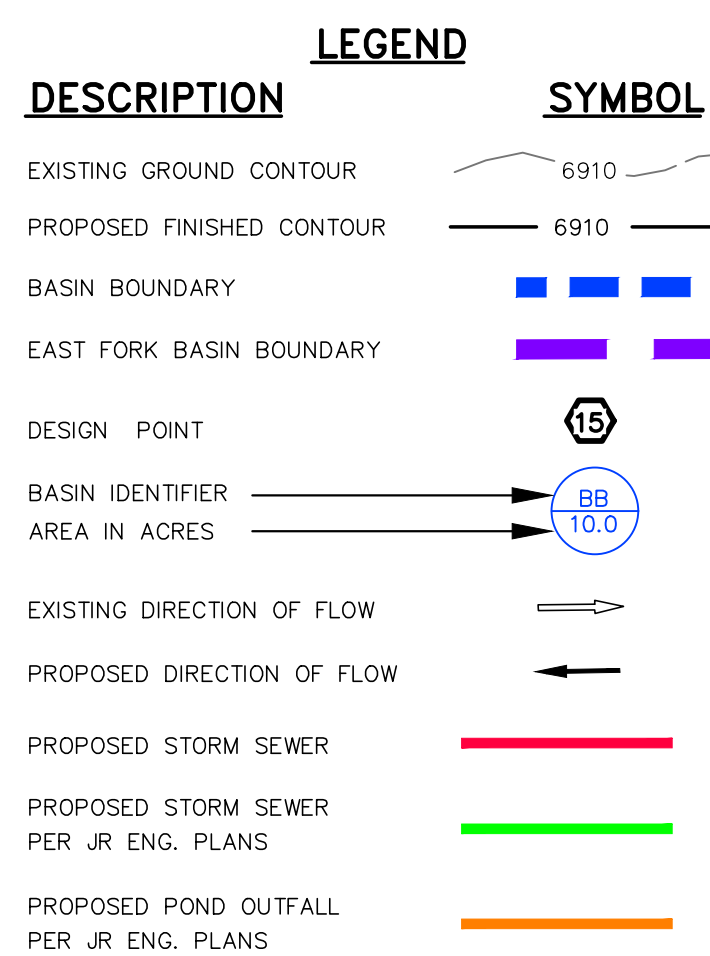 LEGEND
DESCRIPTION SYMBOL
EXISTING GROUND CONTOUR 6910
PROPOSED FINISHED CONTOUR 6910
BASIN BOUNDARY
EAST FORK BASIN BOUNDARY
DESIGN POINT 15
BASIN IDENTIFIER BB
AREA IN ACRES 10.0
EXISTING DIRECTION OF FLOW
PROPOSED DIRECTION OF FLOW
PROPOSED STORM SEWER
PROPOSED STORM SEWER
PER JR ENG. PLANS
PROPOSED POND OUTFALL
PER JR ENG. PLANS